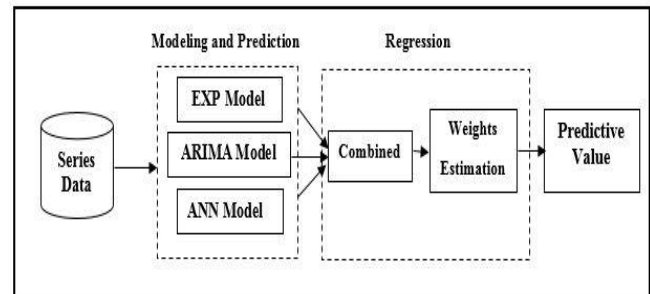 Modeling and Prediction
Regression
EXP Model
ARIMA Model
ANN Model
Series
Data
Combined
Weights
Estimation
Predictive
Value